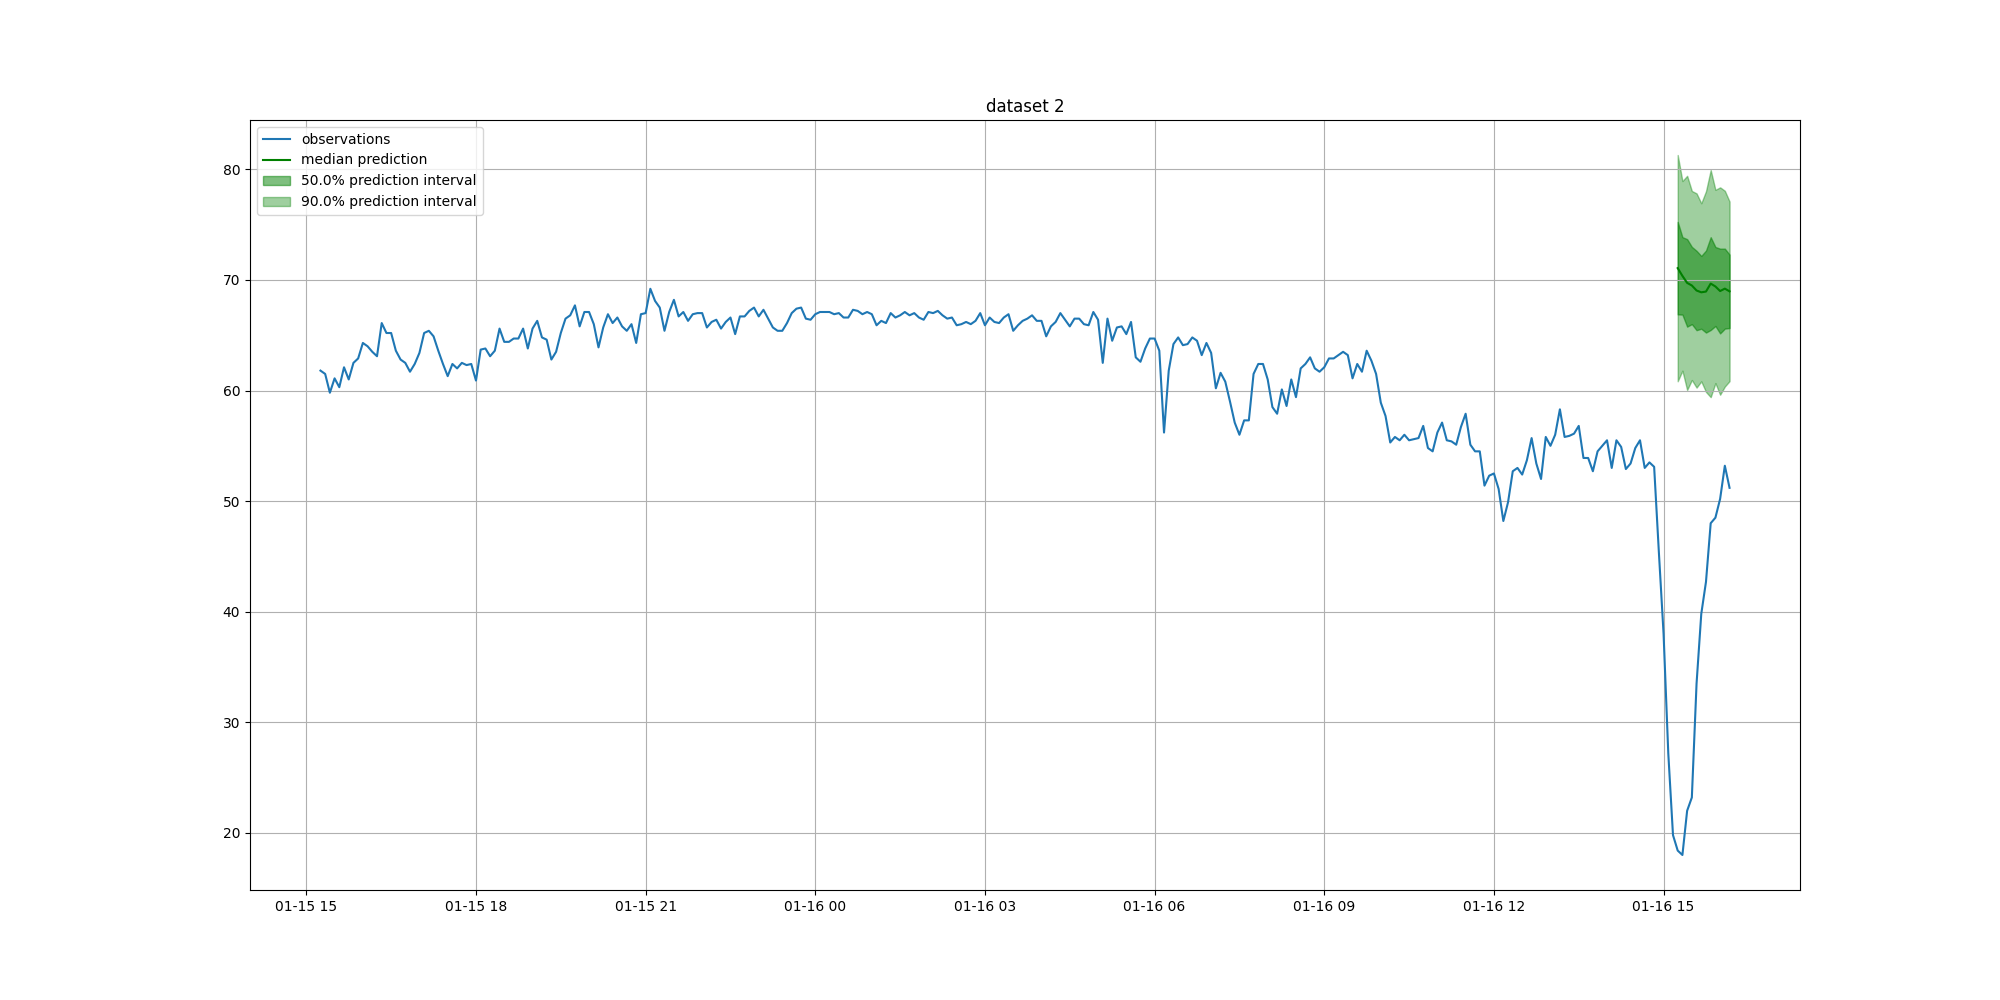 dataset 2
observations
median prediction
50.0% prediction interval
90.0% prediction interval
80
70
60
50
40
30
20
01-15 15 01-15 18 01-15 21 01-16 00 01-16 03 01-16 06 01-16 09 01-16 12 01-16 15